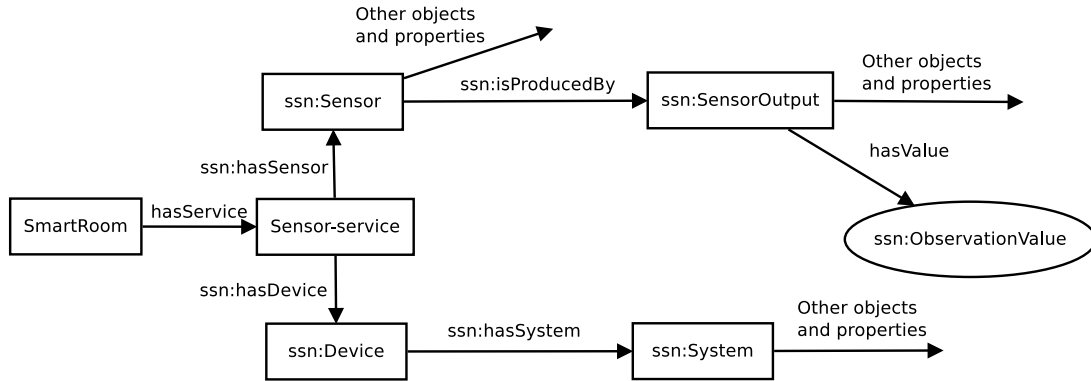 Other objects
and properties
ssn:Sensor
ssn:isProducedBy
ssn:SensorOutput
Other objects
and properties
hasValue
ssn:hasSensor
SmartRoom
hasService
Sensor-service
ssn:ObservationValue
ssn:hasDevice
ssn:Device
ssn:hasSystem
ssn:System
Other objects
and properties